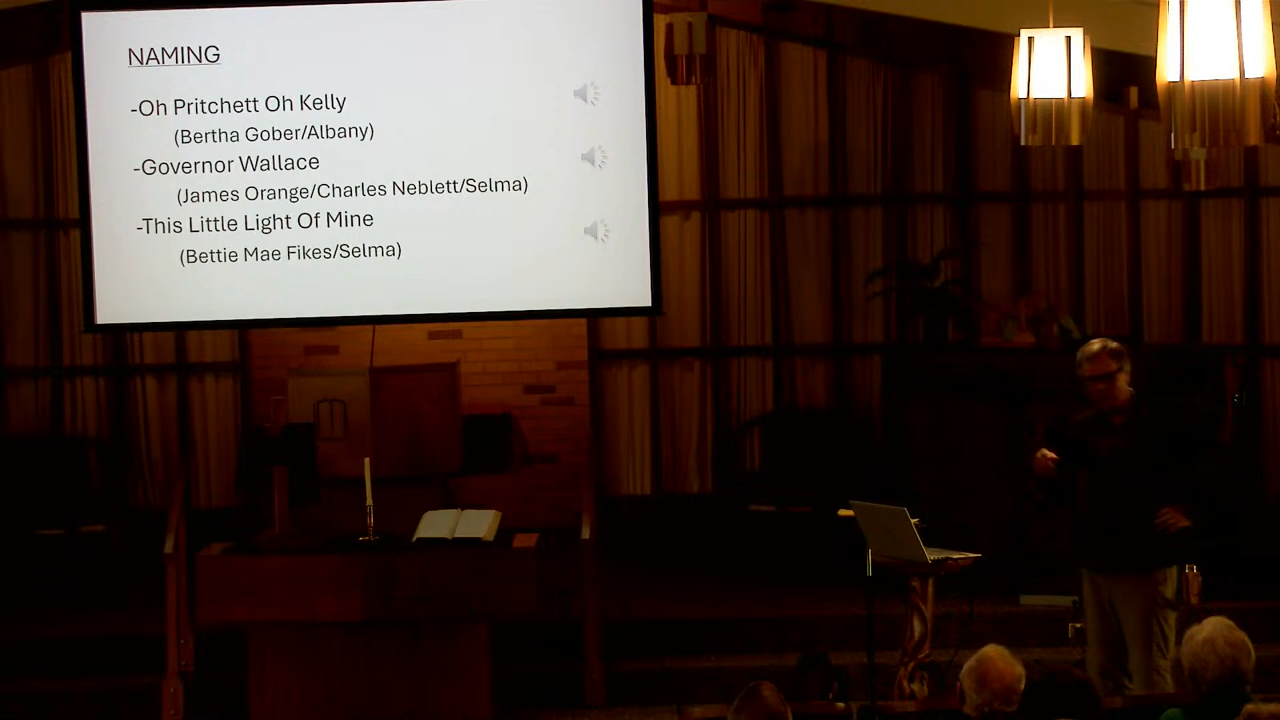 NAMING
-Oh Pritchett Oh Kelly
(Bertha Gober/Albany)
-Governor Wallace
(James Orange/Charles Neblett/Selma)
-This Little Light Of Mine
(Bettie Mae Fikes/Selma)